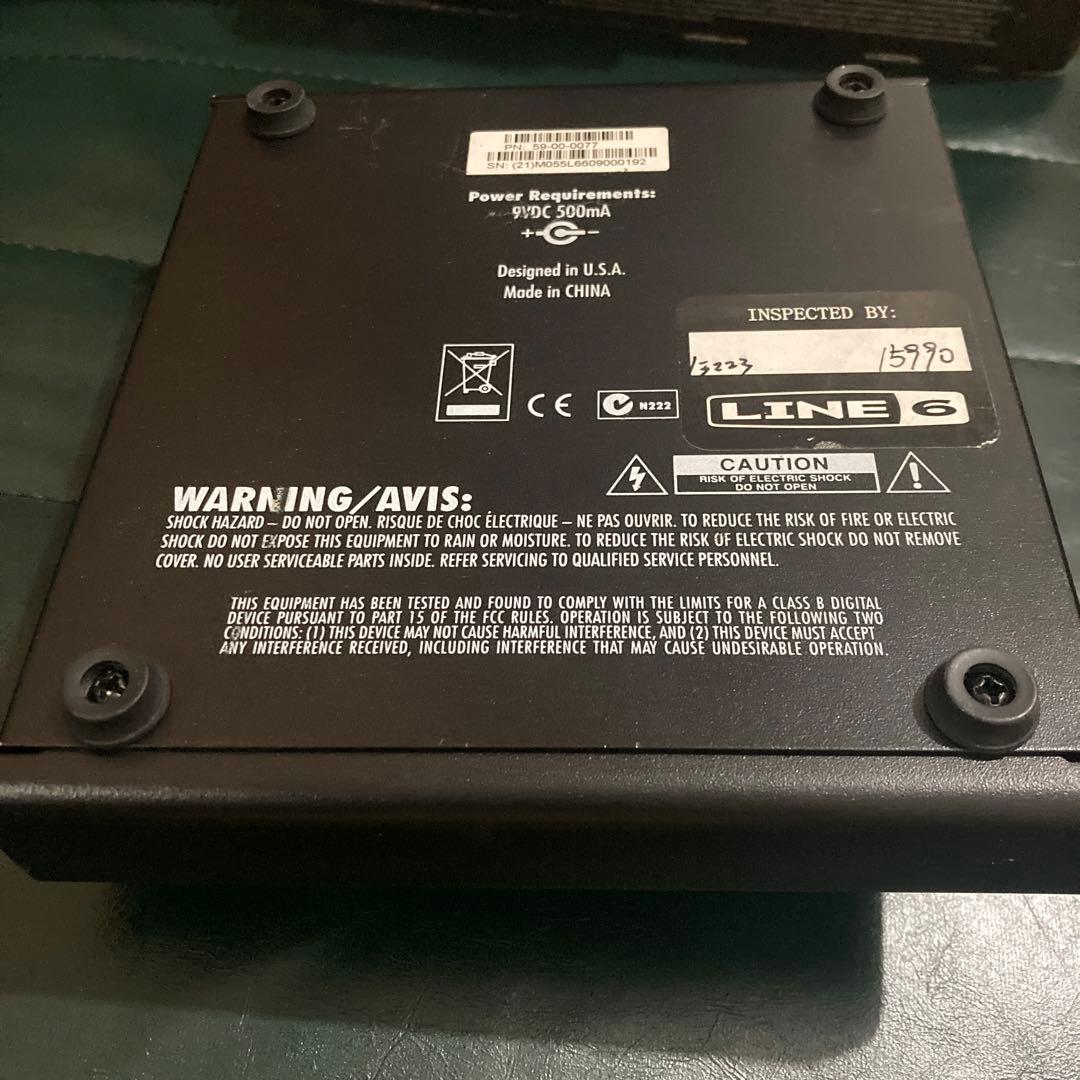 PN: 59-00-0077
SN: (21)M055L6609000192
Power Requirements:
9VDC 500mA
+ -
Designed in U.S.A.
Made in CHINA
INSPECTED BY:
15990
LINE 6
CE
N222
CAUTION
RISK OF ELECTRIC SHOCK
DO NOT OPEN
WARNING/AVIS:
SHOCK HAZARD – DO NOT OPEN. RISQUE DE CHOC ÉLECTRIQUE – NE PAS OUVRIR. TO REDUCE THE RISK OF FIRE OR ELECTRIC
SHOCK DO NOT EXPOSE THIS EQUIPMENT TO RAIN OR MOISTURE. TO REDUCE THE RISK OF ELECTRIC SHOCK DO NOT REMOVE
COVER. NO USER SERVICEABLE PARTS INSIDE. REFER SERVICING TO QUALIFIED SERVICE PERSONNEL.
THIS EQUIPMENT HAS BEEN TESTED AND FOUND TO COMPLY WITH THE LIMITS FOR A CLASS B DIGITAL
DEVICE PURSUANT TO PART 15 OF THE FCC RULES. OPERATION IS SUBJECT TO THE FOLLOWING TWO
CONDITIONS: (1) THIS DEVICE MAY NOT CAUSE HARMFUL INTERFERENCE, AND (2) THIS DEVICE MUST ACCEPT
ANY INTERFERENCE RECEIVED, INCLUDING INTERFERENCE THAT MAY CAUSE UNDESIRABLE OPERATION.